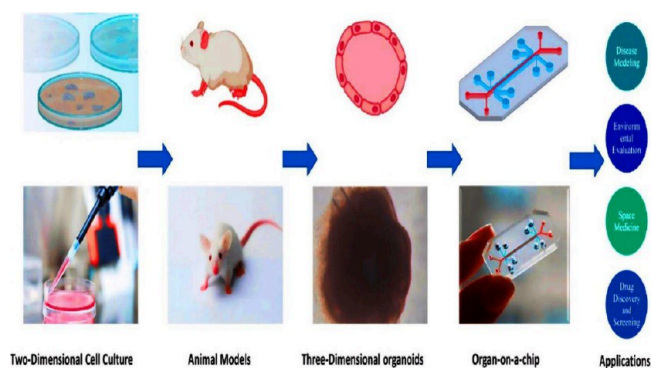 Disease
Modeling
Environm
ental
Evaluation
Space
Medicine
Drug
Discovery
and
Screening
Two-Dimensional Cell Culture
Animal Models
Three-Dimensional organoids
Organ-on-a-chip
Applications